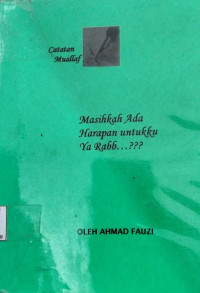 Catatan
Muallaf
Masihkah Ada
Harapan untukku
Ya Rabb...???
OLEH AHMAD FAUZI